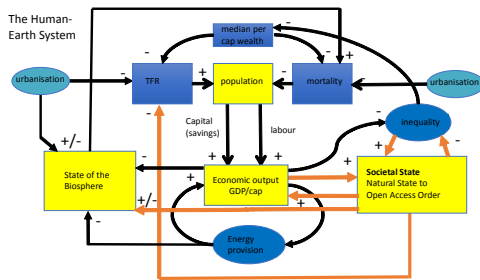 The Human-
Earth System
median per
cap wealth
-
-
-
-
+
urbanisation
-
TFR
+
population
-
mortality
-
urbanisation
-
Capital
(savings)
labour
-
inequality
+/-
+
+
-
+
-
State of the
Biosphere
-
Economic output
GDP/cap
+
Societal State
Natural State to
Open Access Order
+/-
+
+
+
-
Energy
provision